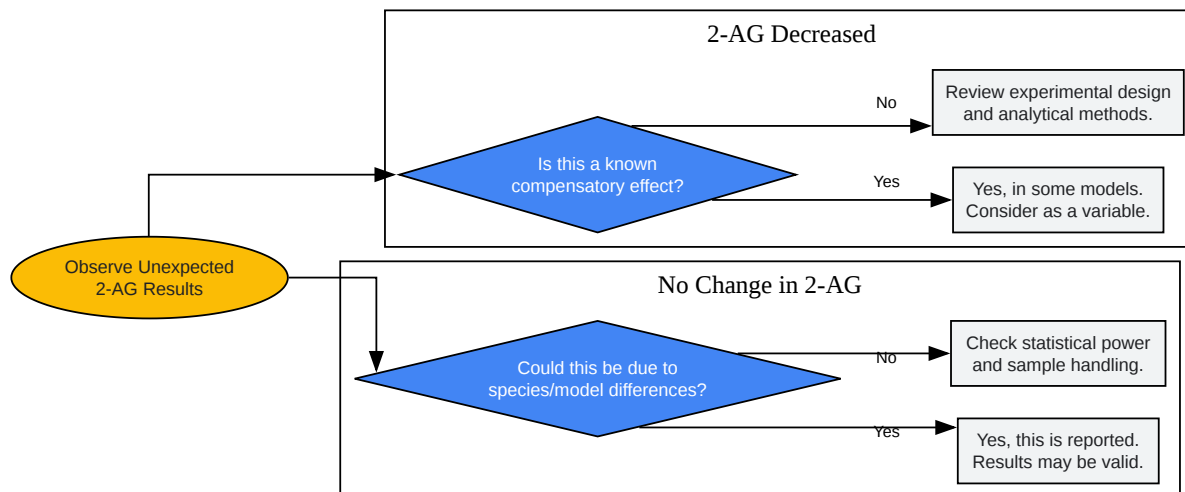 2-AG Decreased
No
Review experimental design
and analytical methods.
Is this a known
compensatory effect?
Yes
Yes, in some models.
Consider as a variable.
Observe Unexpected
2-AG Results
No Change in 2-AG
No
Check statistical power
and sample handling.
Could this be due to
species/model differences?
Yes
Yes, this is reported.
Results may be valid.